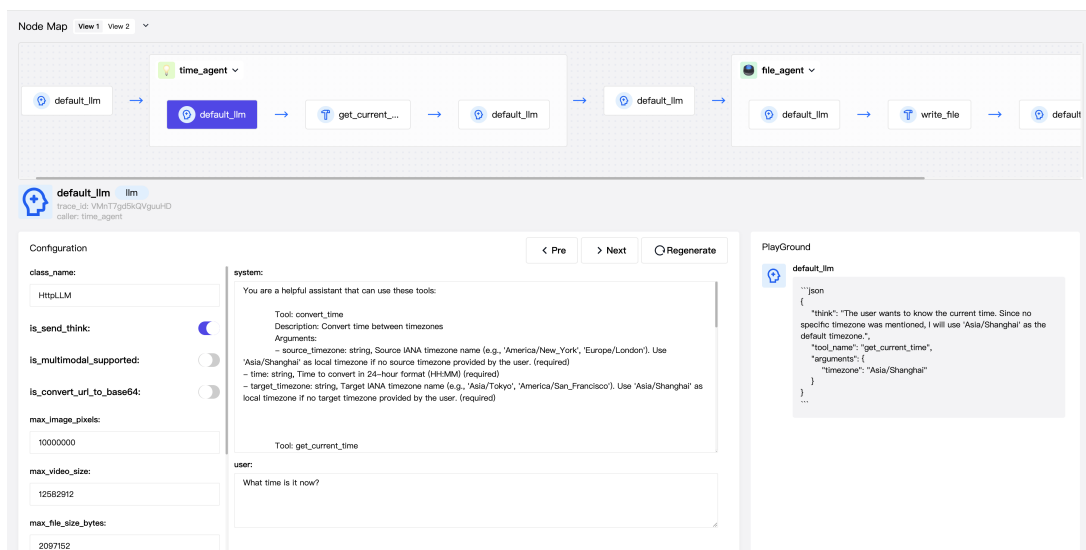 Node Map View 1 View 2
time_agent
file_agent
default_llm
default_llm
get_current_...
default_llm
default_llm
default_llm
write_file
default
default_llm llm
trace_id: VMnT7gd5kQVguuHD
caller: time_agent
Configuration
Pre
Next
Regenerate
class_name:
HttpLLM
is_send_think:
is_multimodal_supported:
is_convert_url_to_base64:
max_image_pixels:
10000000
max_video_size:
12582912
max_file_size_bytes:
2097152
system:
You are a helpful assistant that can use these tools:
Tool: convert_time
Description: Convert time between timezones
Arguments:
– source_timezone: string, Source IANA timezone name (e.g., 'America/New_York', 'Europe/London'). Use
'Asia/Shanghai' as local timezone if no source timezone provided by the user. (required)
– time: string, Time to convert in 24-hour format (HH:MM) (required)
– target_timezone: string, Target IANA timezone name (e.g., 'Asia/Tokyo', 'America/San_Francisco'). Use 'Asia/Shanghai' as
local timezone if no target timezone provided by the user. (required)
Tool: get_current_time
user:
What time is it now?
PlayGround
default_llm
```json
{
"think": "The user wants to know the current time. Since no
specific timezone was mentioned, I will use 'Asia/Shanghai' as the
default timezone.",
"tool_name": "get_current_time",
"arguments": {
"timezone": "Asia/Shanghai"
}
}
```